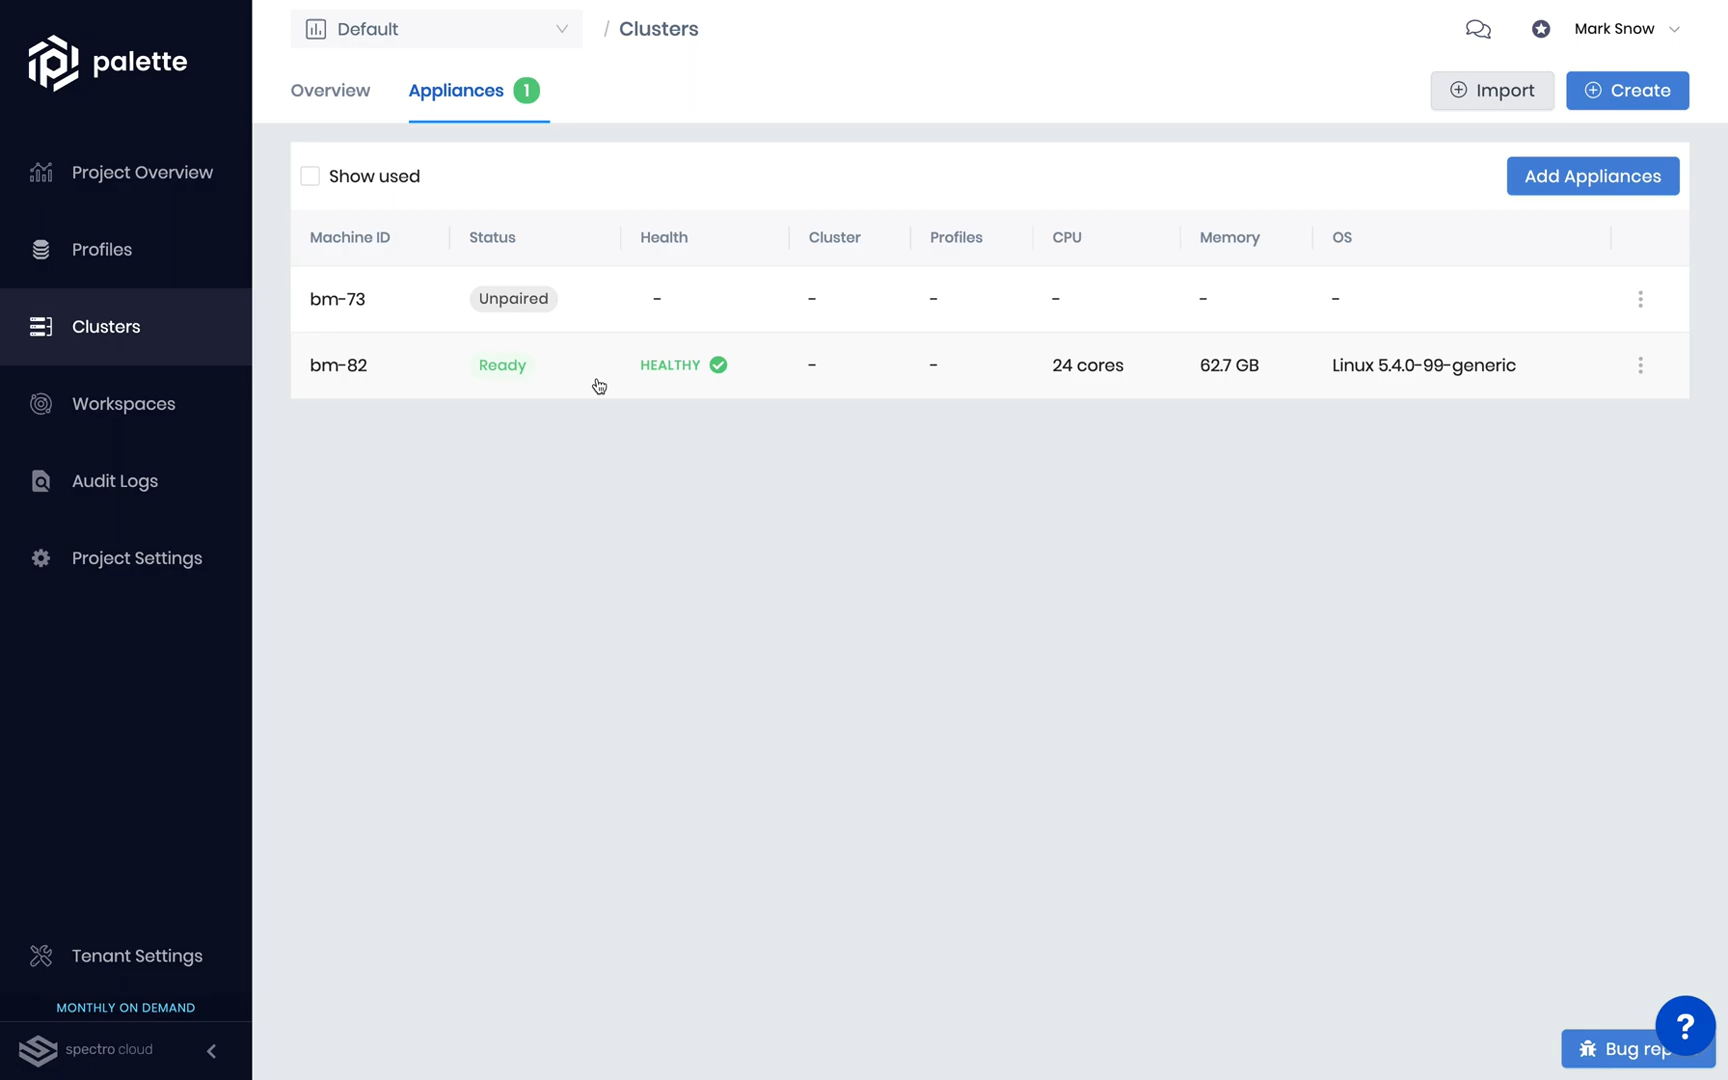 palette
Default
/ Clusters
Mark Snow
Overview
Appliances 1
Import
Create
Project Overview
Profiles
Clusters
Workspaces
Audit Logs
Project Settings
Show used
Add Appliances
Machine ID Status Health Cluster Profiles CPU Memory OS
bm-73 Unpaired - - - - - -
bm-82 Ready HEALTHY - - 24 cores 62.7 GB Linux 5.4.0-99-generic
Tenant Settings
MONTHLY ON DEMAND
spectro cloud
?
Bug rep